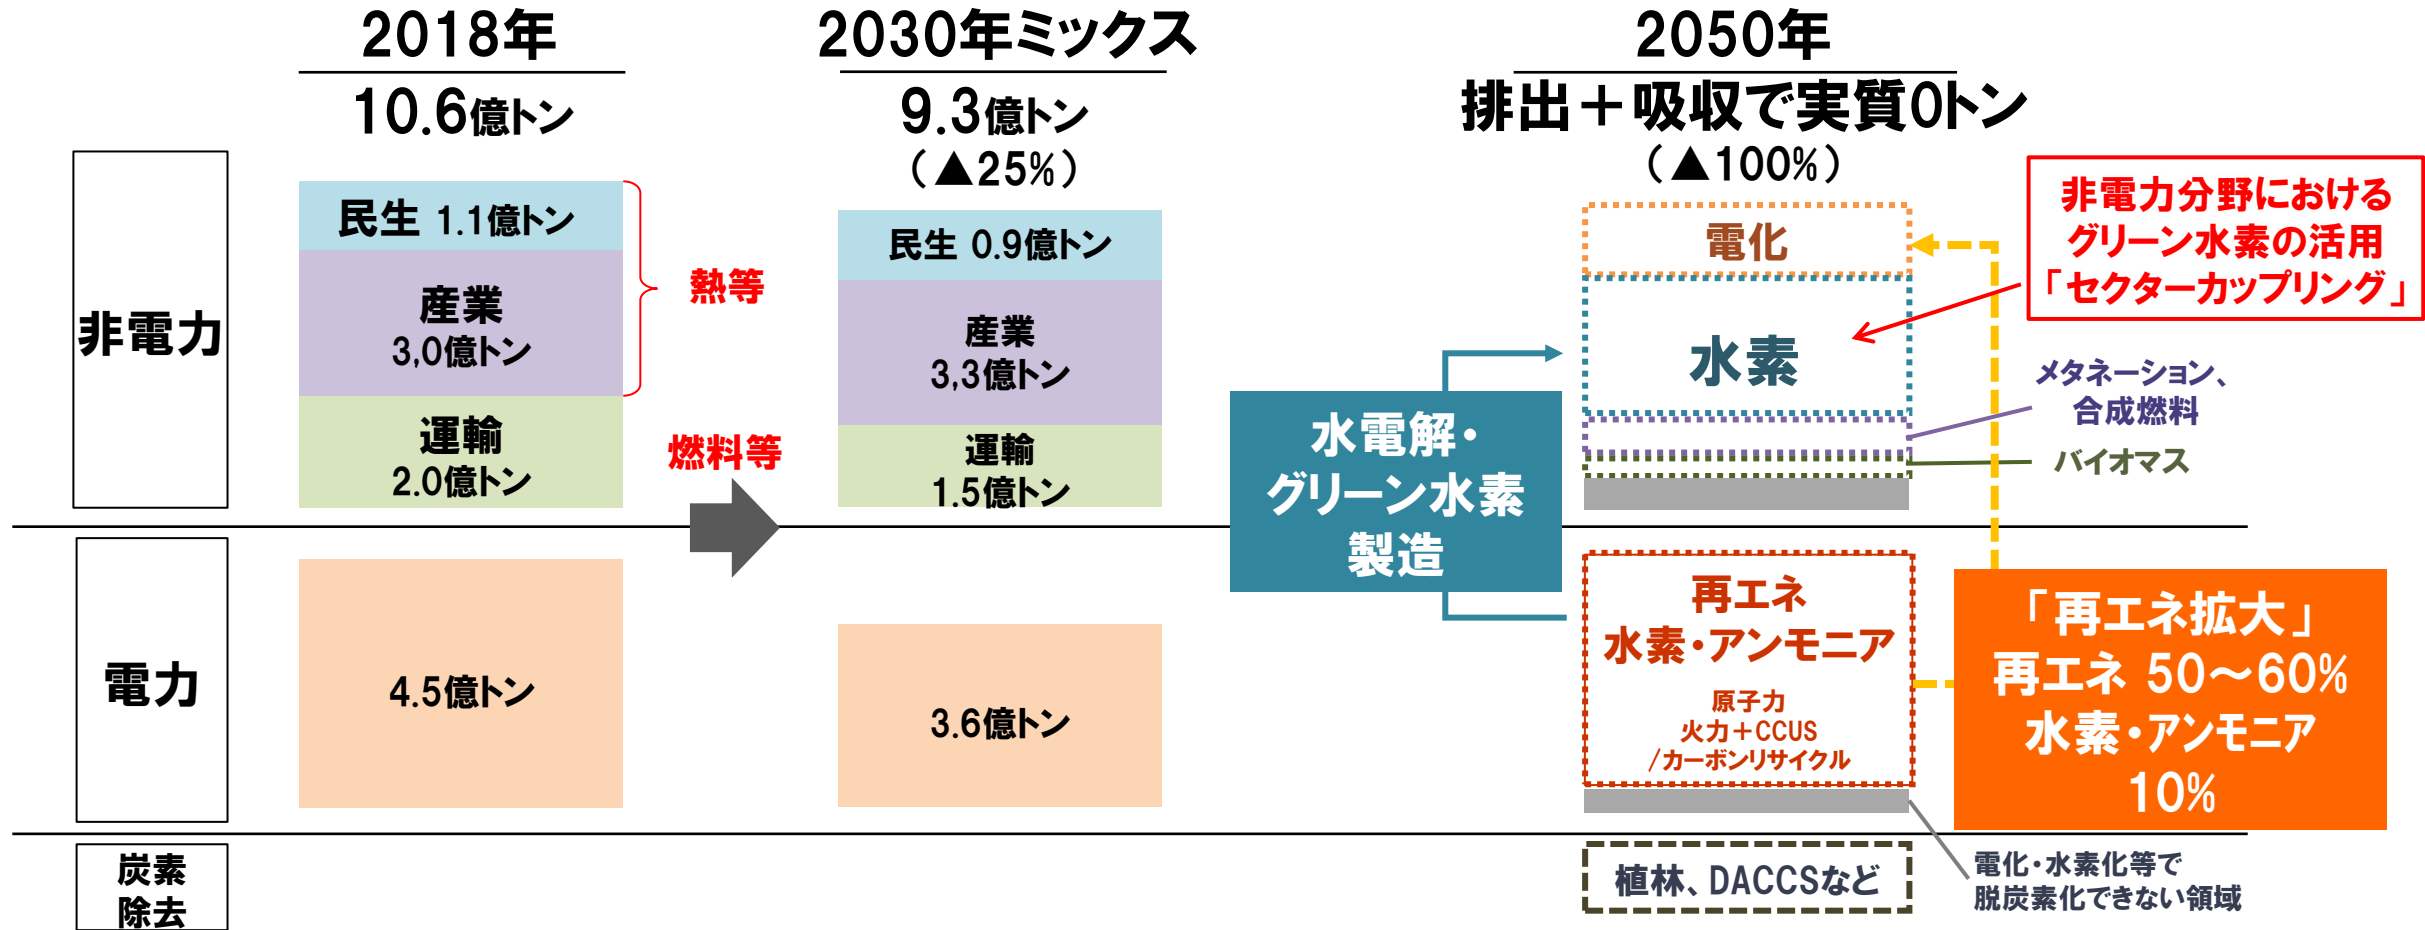 2018年
10.6億トン
2030年ミックス
9.3億トン
（▲25%）
2050年
排出＋吸収で実質0トン
（▲100%）
非電力
民生 1.1億トン
産業
3,0億トン
運輸
2.0億トン
熱等
燃料等
民生 0.9億トン
産業
3,3億トン
運輸
1.5億トン
水電解・
グリーン水素
製造
電化
水素
非電力分野における
グリーン水素の活用
「セクターカップリング」
メタネーション、
合成燃料
バイオマス
電力
4.5億トン
3.6億トン
再エネ
水素・アンモニア
原子力
火力＋CCUS
/カーボンリサイクル
「再エネ拡大」
再エネ 50～60%
水素・アンモニア
10%
炭素
除去
植林、DACCSなど
電化・水素化等で
脱炭素化できない領域